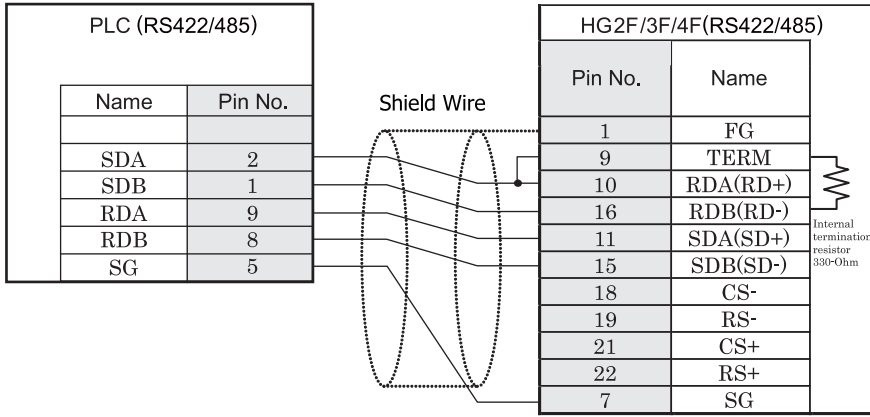 PLC (RS422/485)
Name Pin No.
SDA 2
SDB 1
RDA 9
RDB 8
SG 5
Shield Wire
HG2F/3F/4F(RS422/485)
Pin No. Name
1 FG
9 TERM
10 RDA(RD+)
16 RDB(RD-)
11 SDA(SD+)
15 SDB(SD-)
18 CS-
19 RS-
21 CS+
22 RS+
7 SG
Internal
termination
resistor
330-Ohm